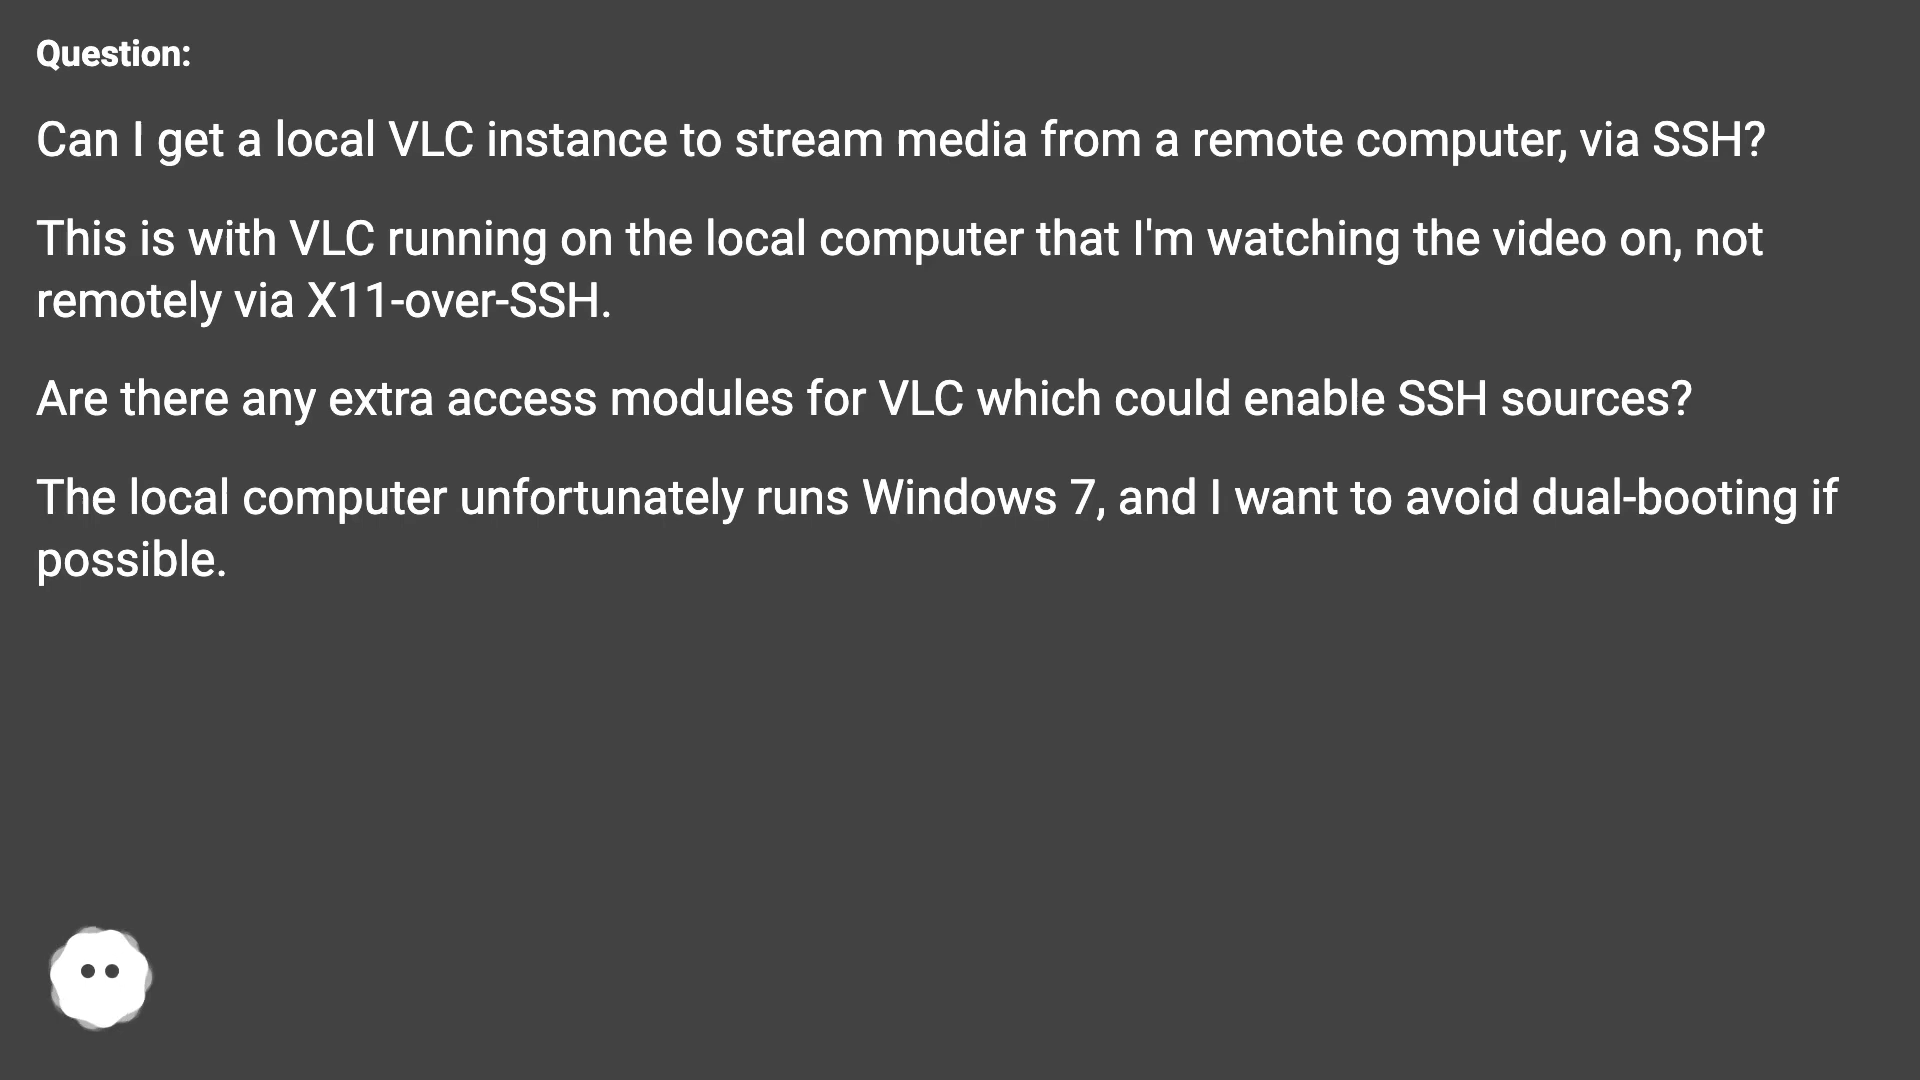 Question:
Can I get a local VLC instance to stream media from a remote computer, via SSH?
This is with VLC running on the local computer that I'm watching the video on, not
remotely via X11-over-SSH.
Are there any extra access modules for VLC which could enable SSH sources?
The local computer unfortunately runs Windows 7, and I want to avoid dual-booting if
possible.